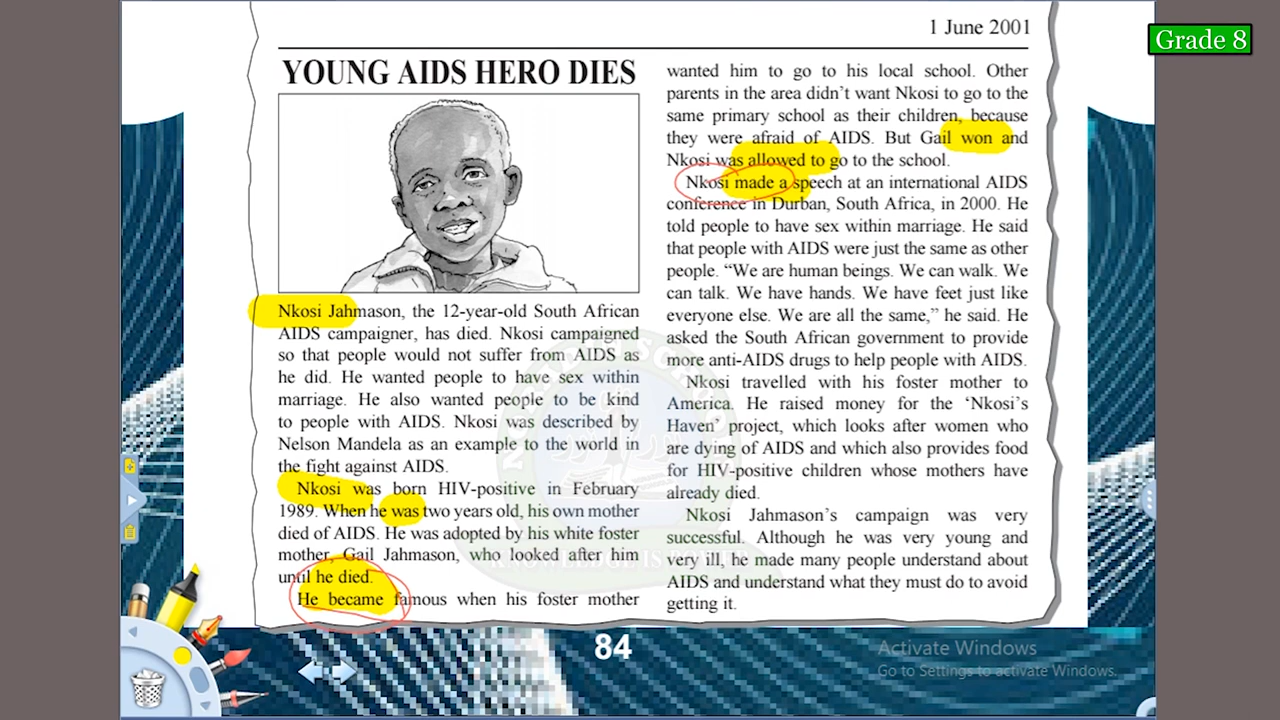 Grade 8
1 June 2001
YOUNG AIDS HERO DIES
Nkosi Jahmason, the 12-year-old South African
AIDS campaigner, has died. Nkosi campaigned
so that people would not suffer from AIDS as
he did. He wanted people to have sex within
marriage. He also wanted people to be kind
to people with AIDS. Nkosi was described by
Nelson Mandela as an example to the world in
the fight against AIDS.
Nkosi was born HIV-positive in February
1989. When he was two years old, his own mother
died of AIDS. He was adopted by his white foster
mother, Gail Jahmason, who looked after him
until he died.
He became famous when his foster mother
wanted him to go to his local school. Other
parents in the area didn't want Nkosi to go to the
same primary school as their children, because
they were afraid of AIDS. But Gail won and
Nkosi was allowed to go to the school.
Nkosi made a speech at an international AIDS
conference in Durban, South Africa, in 2000. He
told people to have sex within marriage. He said
that people with AIDS were just the same as other
people. “We are human beings. We can walk. We
can talk. We have hands. We have feet just like
everyone else. We are all the same,” he said. He
asked the South African government to provide
more anti-AIDS drugs to help people with AIDS.
Nkosi travelled with his foster mother to
America. He raised money for the ‘Nkosi’s
Haven’ project, which looks after women who
are dying of AIDS and which also provides food
for HIV-positive children whose mothers have
already died.
Nkosi Jahmason’s campaign was very
successful. Although he was very young and
very ill, he made many people understand about
AIDS and understand what they must do to avoid
getting it.
84
Activate Windows
Go to Settings to activate Windows.